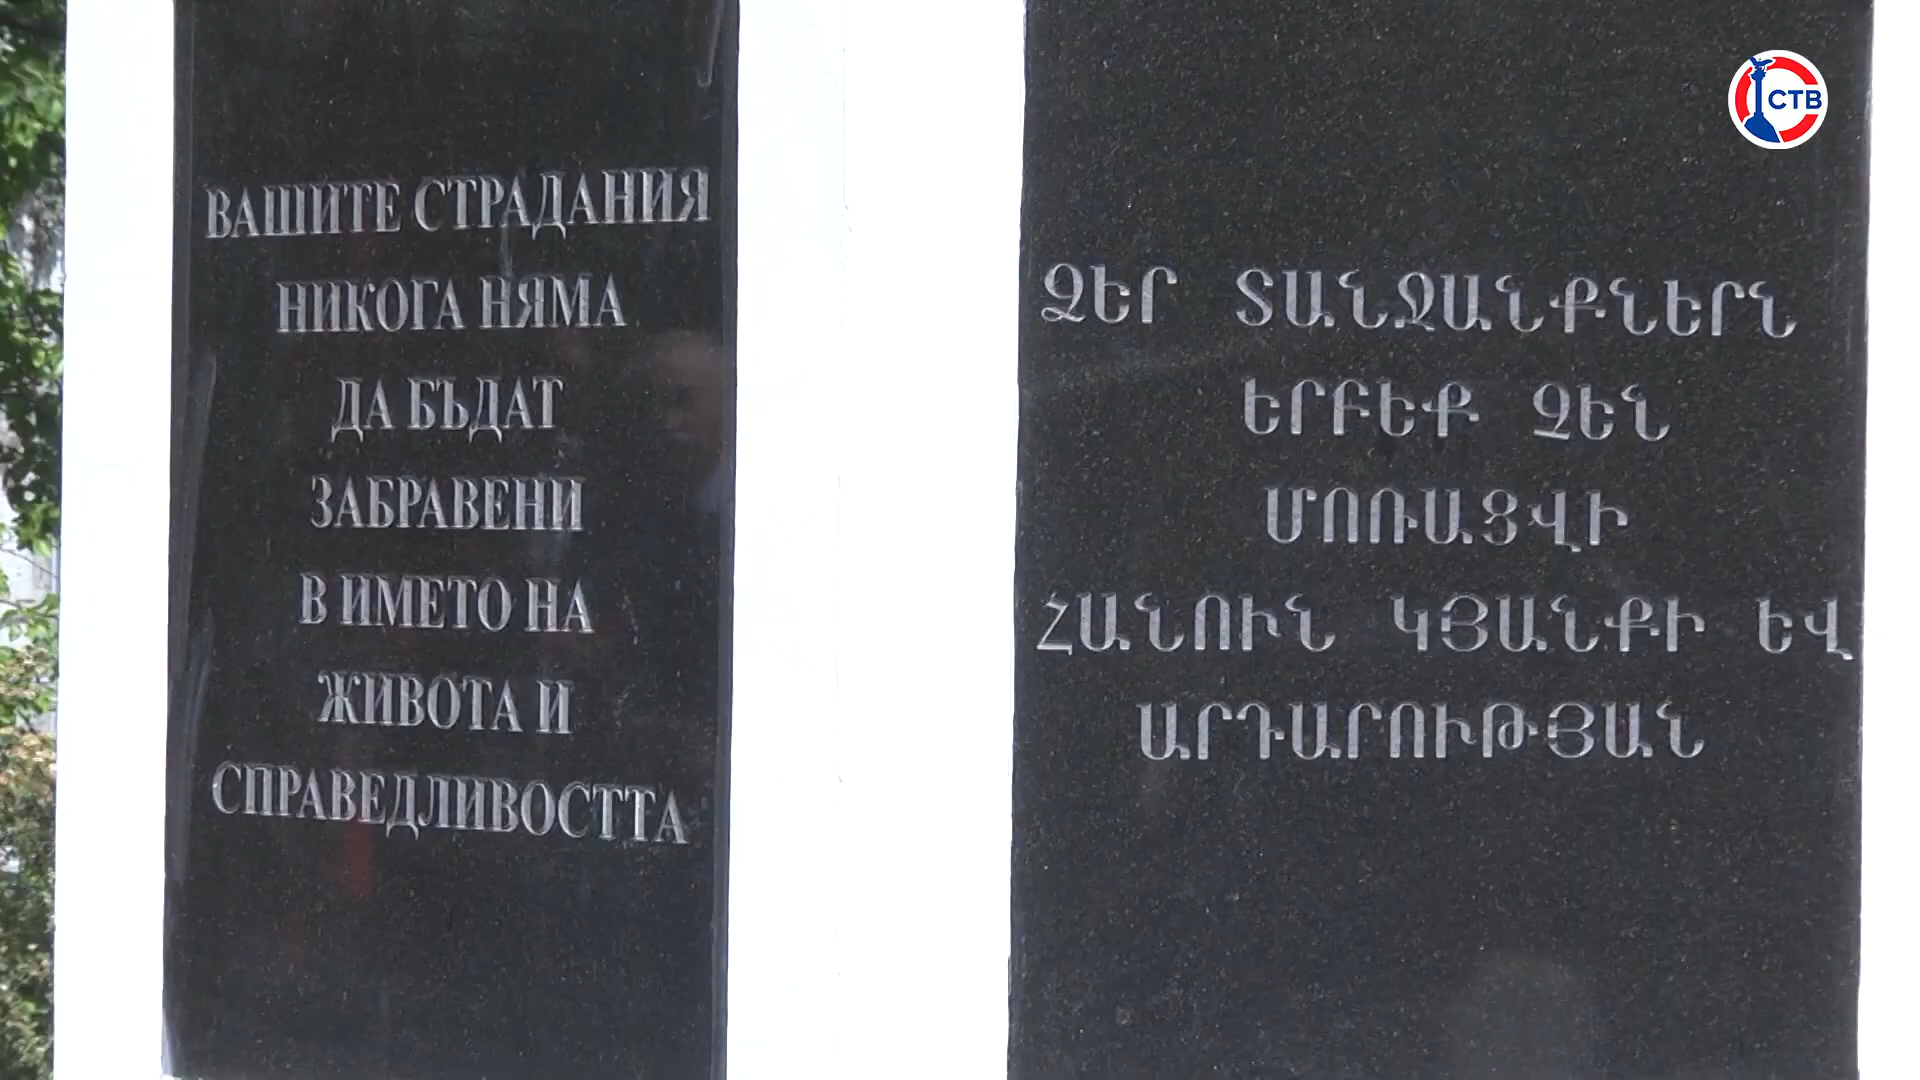 ВАШИТЕ СТРАДАНИЯ
НИКОГА НЯМА
ДА БЪДАТ
ЗАБРАВЕНИ
В ИМЕТО НА
ЖИВОТА И
СПРАВЕДЛИВОСТТА
ՁԵՐ ՏԱՆՋԱՆՔՆԵՐՆ
ԵՐԲԵՔ ՉԵՆ
ՄՈՌԱՑՎԻ
ՀԱՆՈՒՆ ԿՅԱՆՔԻ ԵՎ
ԱՐԴԱՐՈՒԹՅԱՆ
СТВ